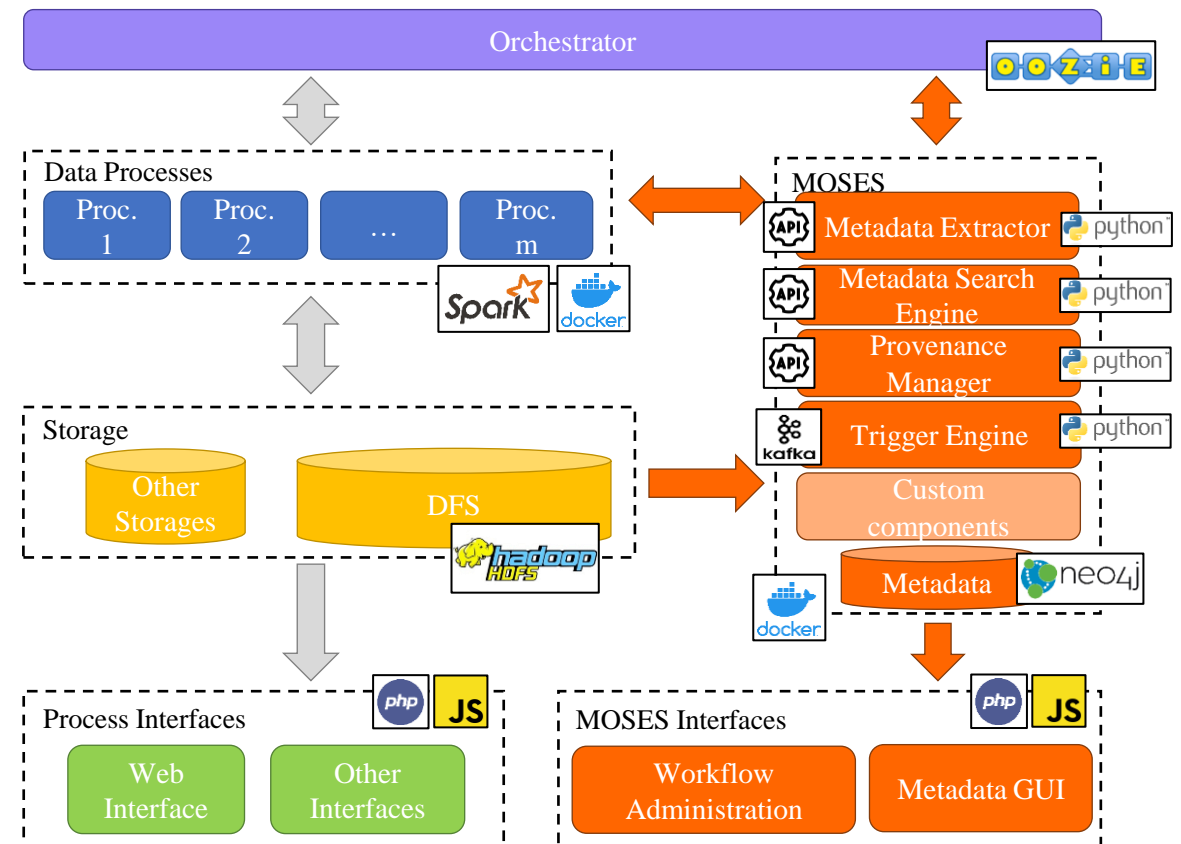 Orchestrator
OOZiE
Data Processes
Proc.
1
Proc.
2
...
Proc.
m
Spark
docker
MOSES
API
Metadata Extractor
python
API
Metadata Search
Engine
python
API
Provenance
Manager
python
kafka
Trigger Engine
python
Custom
components
Metadata
neo4j
docker
Storage
Other
Storages
DFS
hadoop
HDFS
Process Interfaces
php
JS
Web
Interface
Other
Interfaces
MOSES Interfaces
php
JS
Workflow
Administration
Metadata GUI